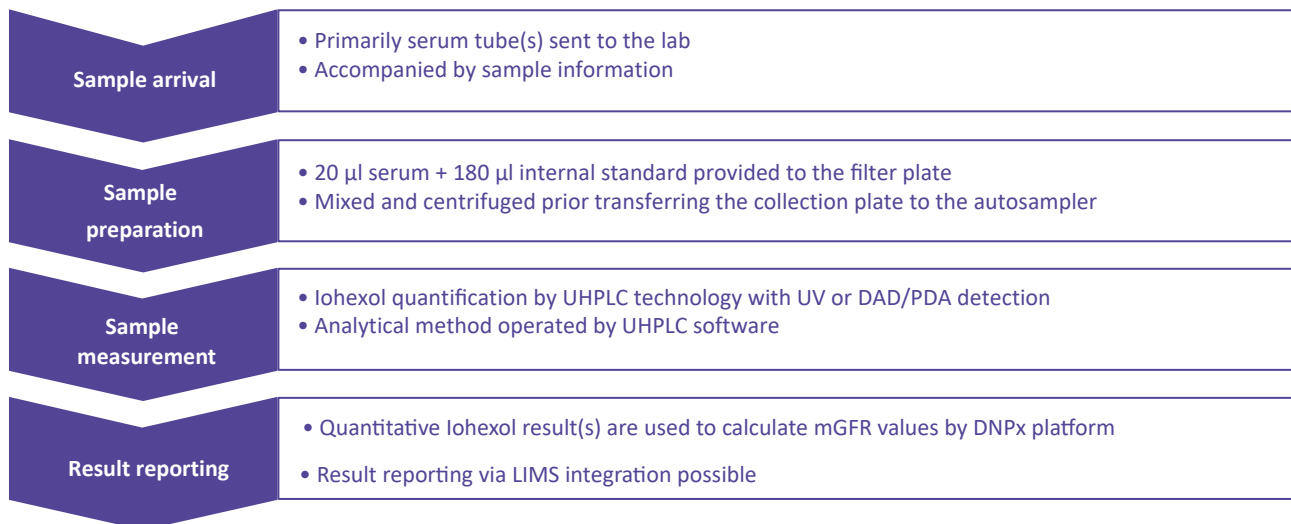 Sample arrival
• Primarily serum tube(s) sent to the lab
• Accompanied by sample information
Sample
preparation
• 20 µl serum + 180 µl internal standard provided to the filter plate
• Mixed and centrifuged prior transferring the collection plate to the autosampler
Sample
measurement
• Iohexol quantification by UHPLC technology with UV or DAD/PDA detection
• Analytical method operated by UHPLC software
Result reporting
• Quantitative Iohexol result(s) are used to calculate mGFR values by DNPx platform
• Result reporting via LIMS integration possible